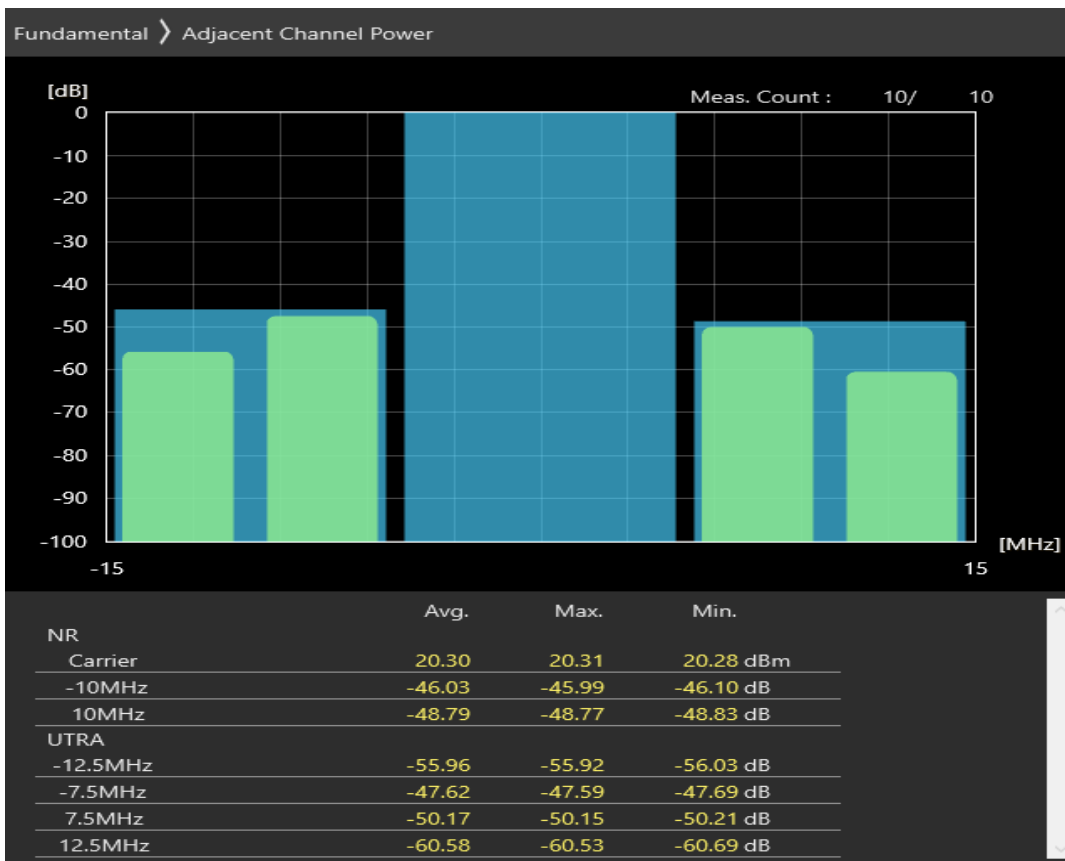 Fundamental 〉 Adjacent Channel Power
[dB]
Meas. Count : 10/ 10
0
-10
-20
-30
-40
-50
-60
-70
-80
-90
-100
[MHz]
-15 15
Avg. Max. Min.
NR
Carrier 20.30 20.31 20.28 dBm
-10MHz -46.03 -45.99 -46.10 dB
10MHz -48.79 -48.77 -48.83 dB
UTRA
-12.5MHz -55.96 -55.92 -56.03 dB
-7.5MHz -47.62 -47.59 -47.69 dB
7.5MHz -50.17 -50.15 -50.21 dB
12.5MHz -60.58 -60.53 -60.69 dB